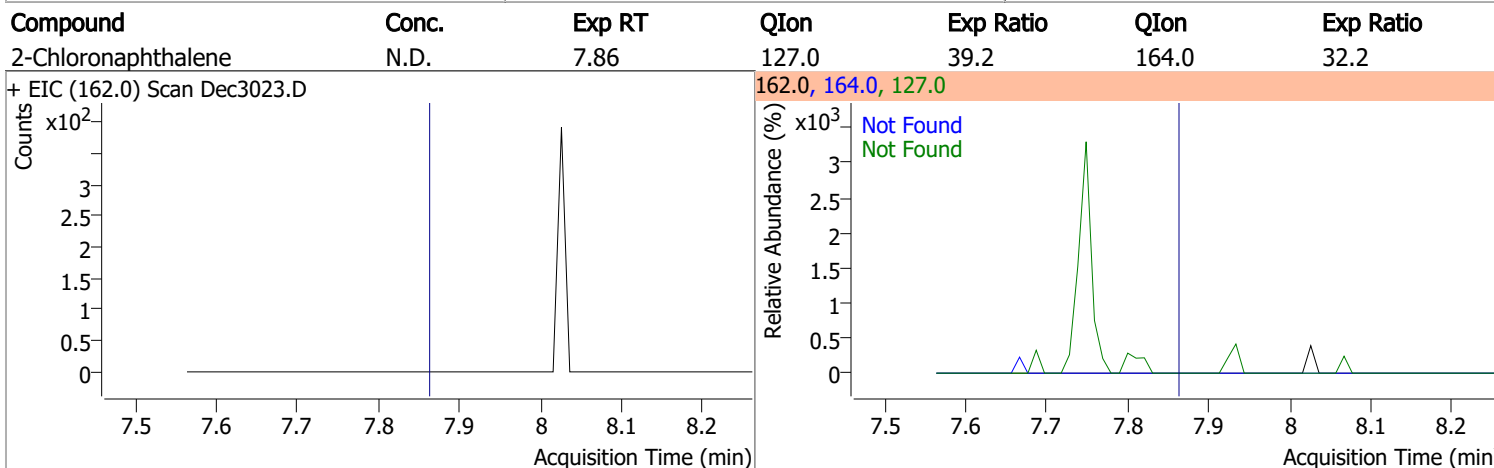 Compound Conc. Exp RT QIon Exp Ratio QIon Exp Ratio
2-Chloronaphthalene N.D. 7.86 127.0 39.2 164.0 32.2
+ EIC (162.0) Scan Dec3023.D
Counts
x10²
3
2.5
2
1.5
1
0.5
0
7.5 7.6 7.7 7.8 7.9 8 8.1 8.2
Acquisition Time (min)
162.0, 164.0, 127.0
Relative Abundance (%)
x10³
Not Found
Not Found
3
2.5
2
1.5
1
0.5
0
7.5 7.6 7.7 7.8 7.9 8 8.1 8.2
Acquisition Time (min)